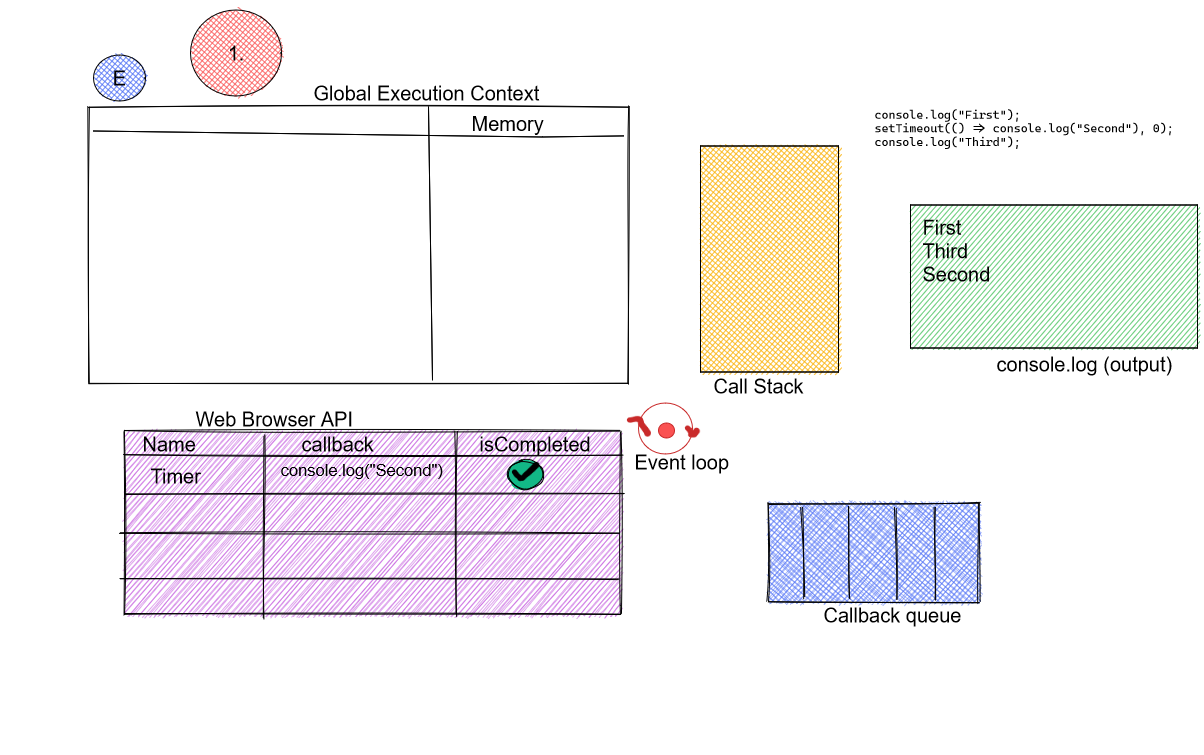 E
1.
Global Execution Context
Memory
console.log("First");
setTimeout(() => console.log("Second"), 0);
console.log("Third");
First
Third
Second
console.log (output)
Call Stack
Web Browser API
Name callback isCompleted
Timer console.log("Second")
Event loop
Callback queue